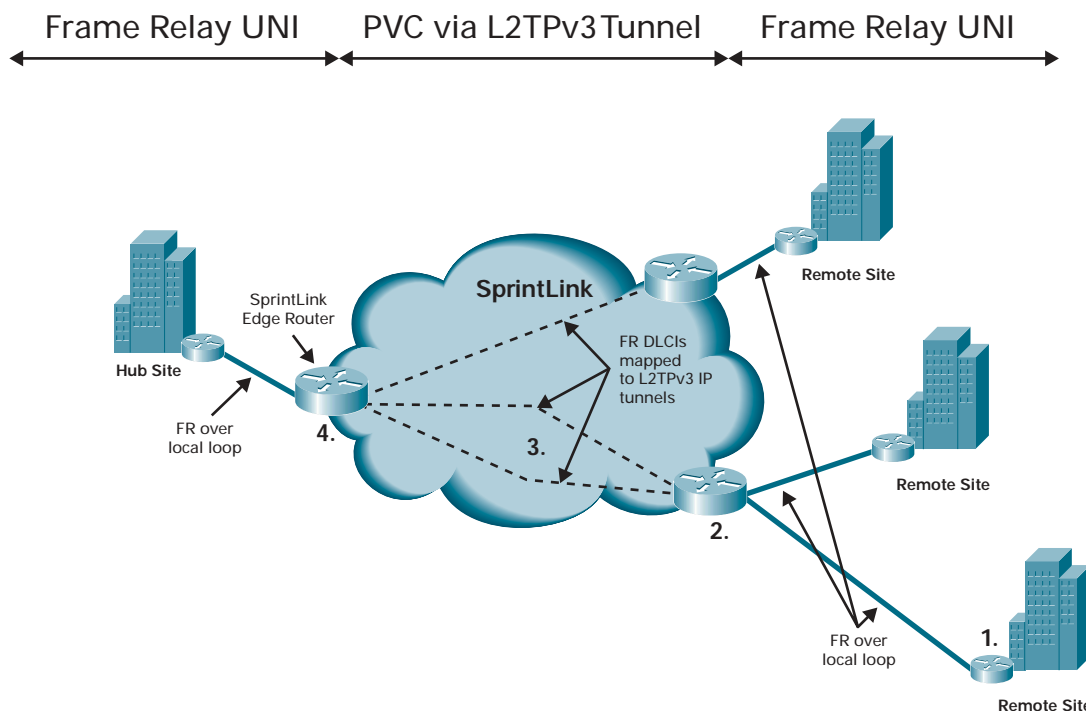 Frame Relay UNI
PVC via L2TPv3 Tunnel
Frame Relay UNI
SprintLink
Remote Site
SprintLink
Edge Router
FR DLCIs
mapped
to L2TPv3 IP
tunnels
Hub Site
4.
FR over
local loop
3.
Remote Site
2.
FR over
local loop
1.
Remote Site